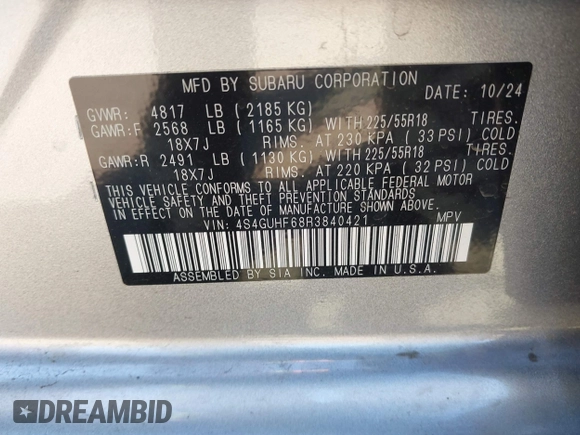 MFD BY SUBARU CORPORATION
DATE: 10/24
GVWR: 4817 LB ( 2185 KG)
GAWR:F 2568 LB ( 1165 KG) WITH 225/55R18 TIRES.
18X7J RIMS. AT 230 KPA ( 33 PSI) COLD
GAWR:R 2491 LB ( 1130 KG) WITH 225/55R18 TIRES.
18X7J RIMS. AT 220 KPA ( 32 PSI) COLD
THIS VEHICLE CONFORMS TO ALL APPLICABLE FEDERAL MOTOR
VEHICLE SAFETY AND THEFT PREVENTION STANDARDS
IN EFFECT ON THE DATE OF MANUFACTURE SHOWN ABOVE.
VIN: 4S4GUHF68R3840421 MPV
ASSEMBLED BY SIA INC. MADE IN U.S.A.
DREAMBID